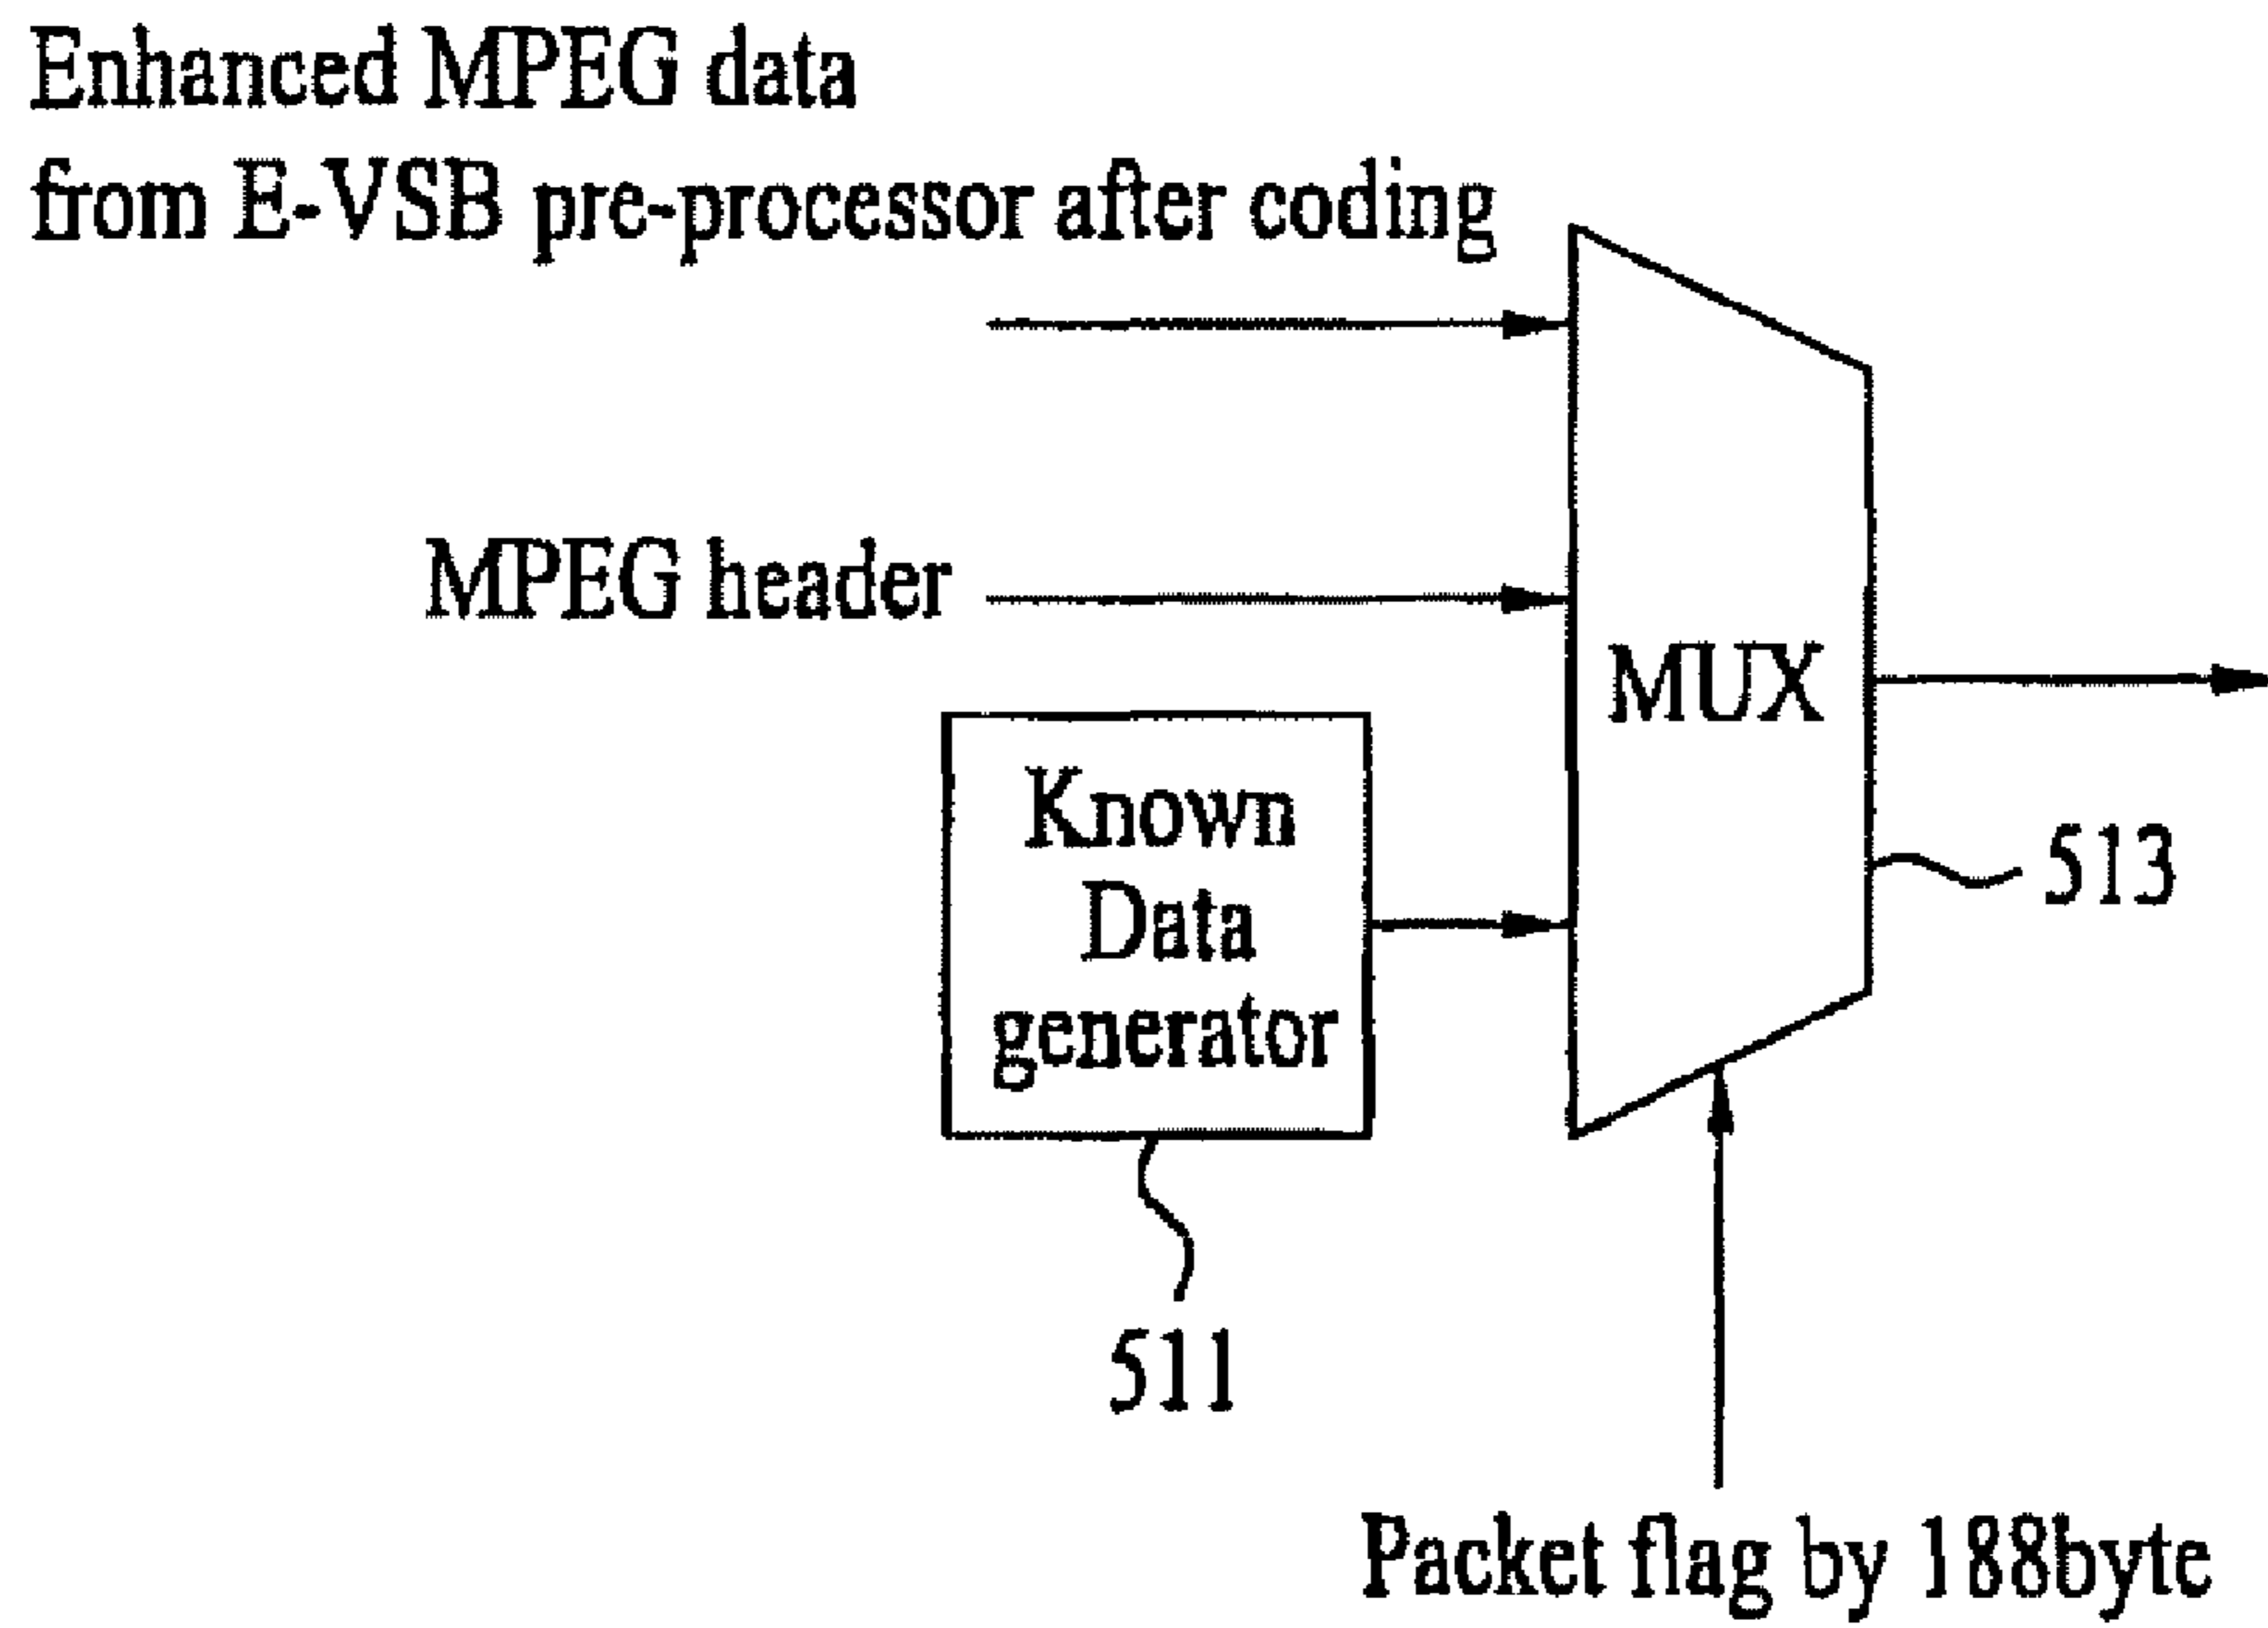 Enhanced MPEG data
from E-VSB pre-processor after coding
MPEG header
MUX
Known
Data
generator
513
511
Packet flag by 188byte